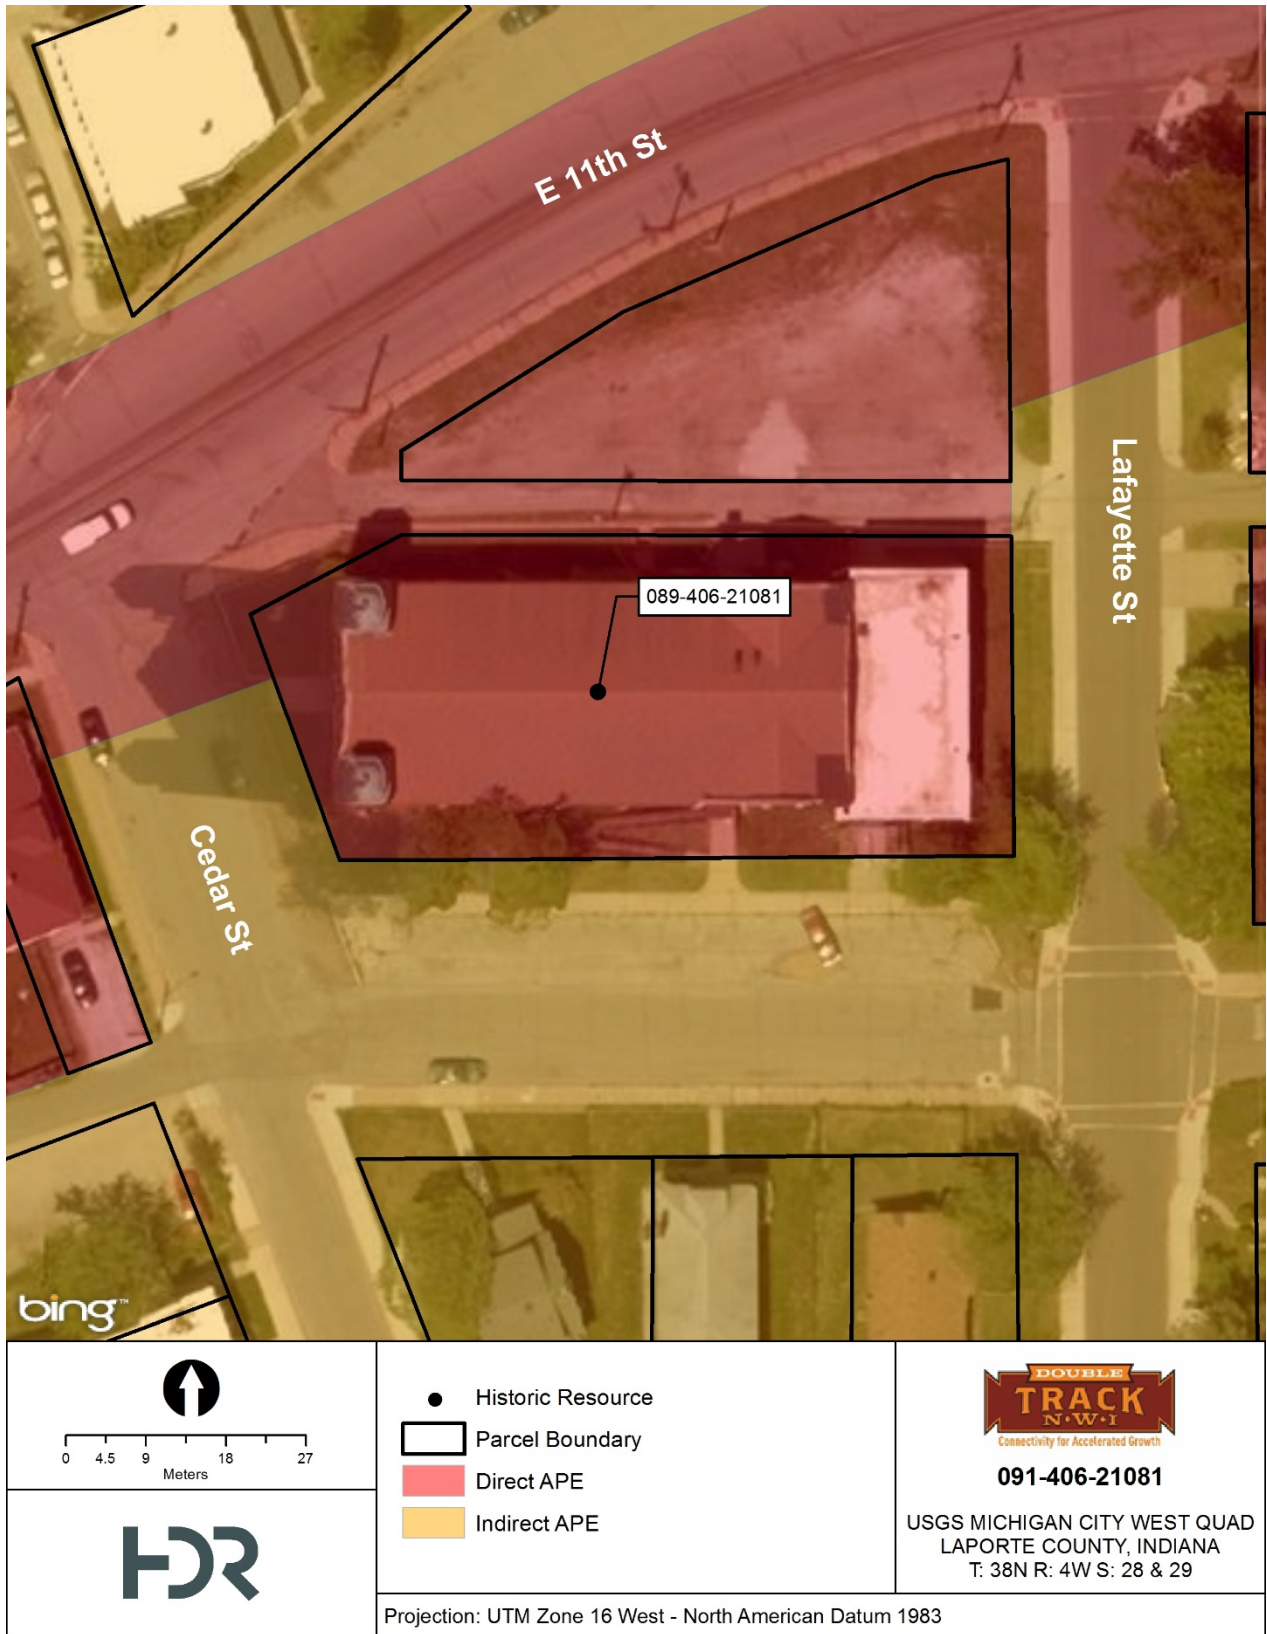 E 11th St
Lafayette St
089-406-21081
Cedar St
bing™
0 4.5 9 18 27
Meters
HDR
Historic Resource
Parcel Boundary
Direct APE
Indirect APE
DOUBLE
TRACK
N•W•I
Connectivity for Accelerated Growth
091-406-21081
USGS MICHIGAN CITY WEST QUAD
LAPORTE COUNTY, INDIANA
T: 38N R: 4W S: 28 & 29
Projection: UTM Zone 16 West - North American Datum 1983